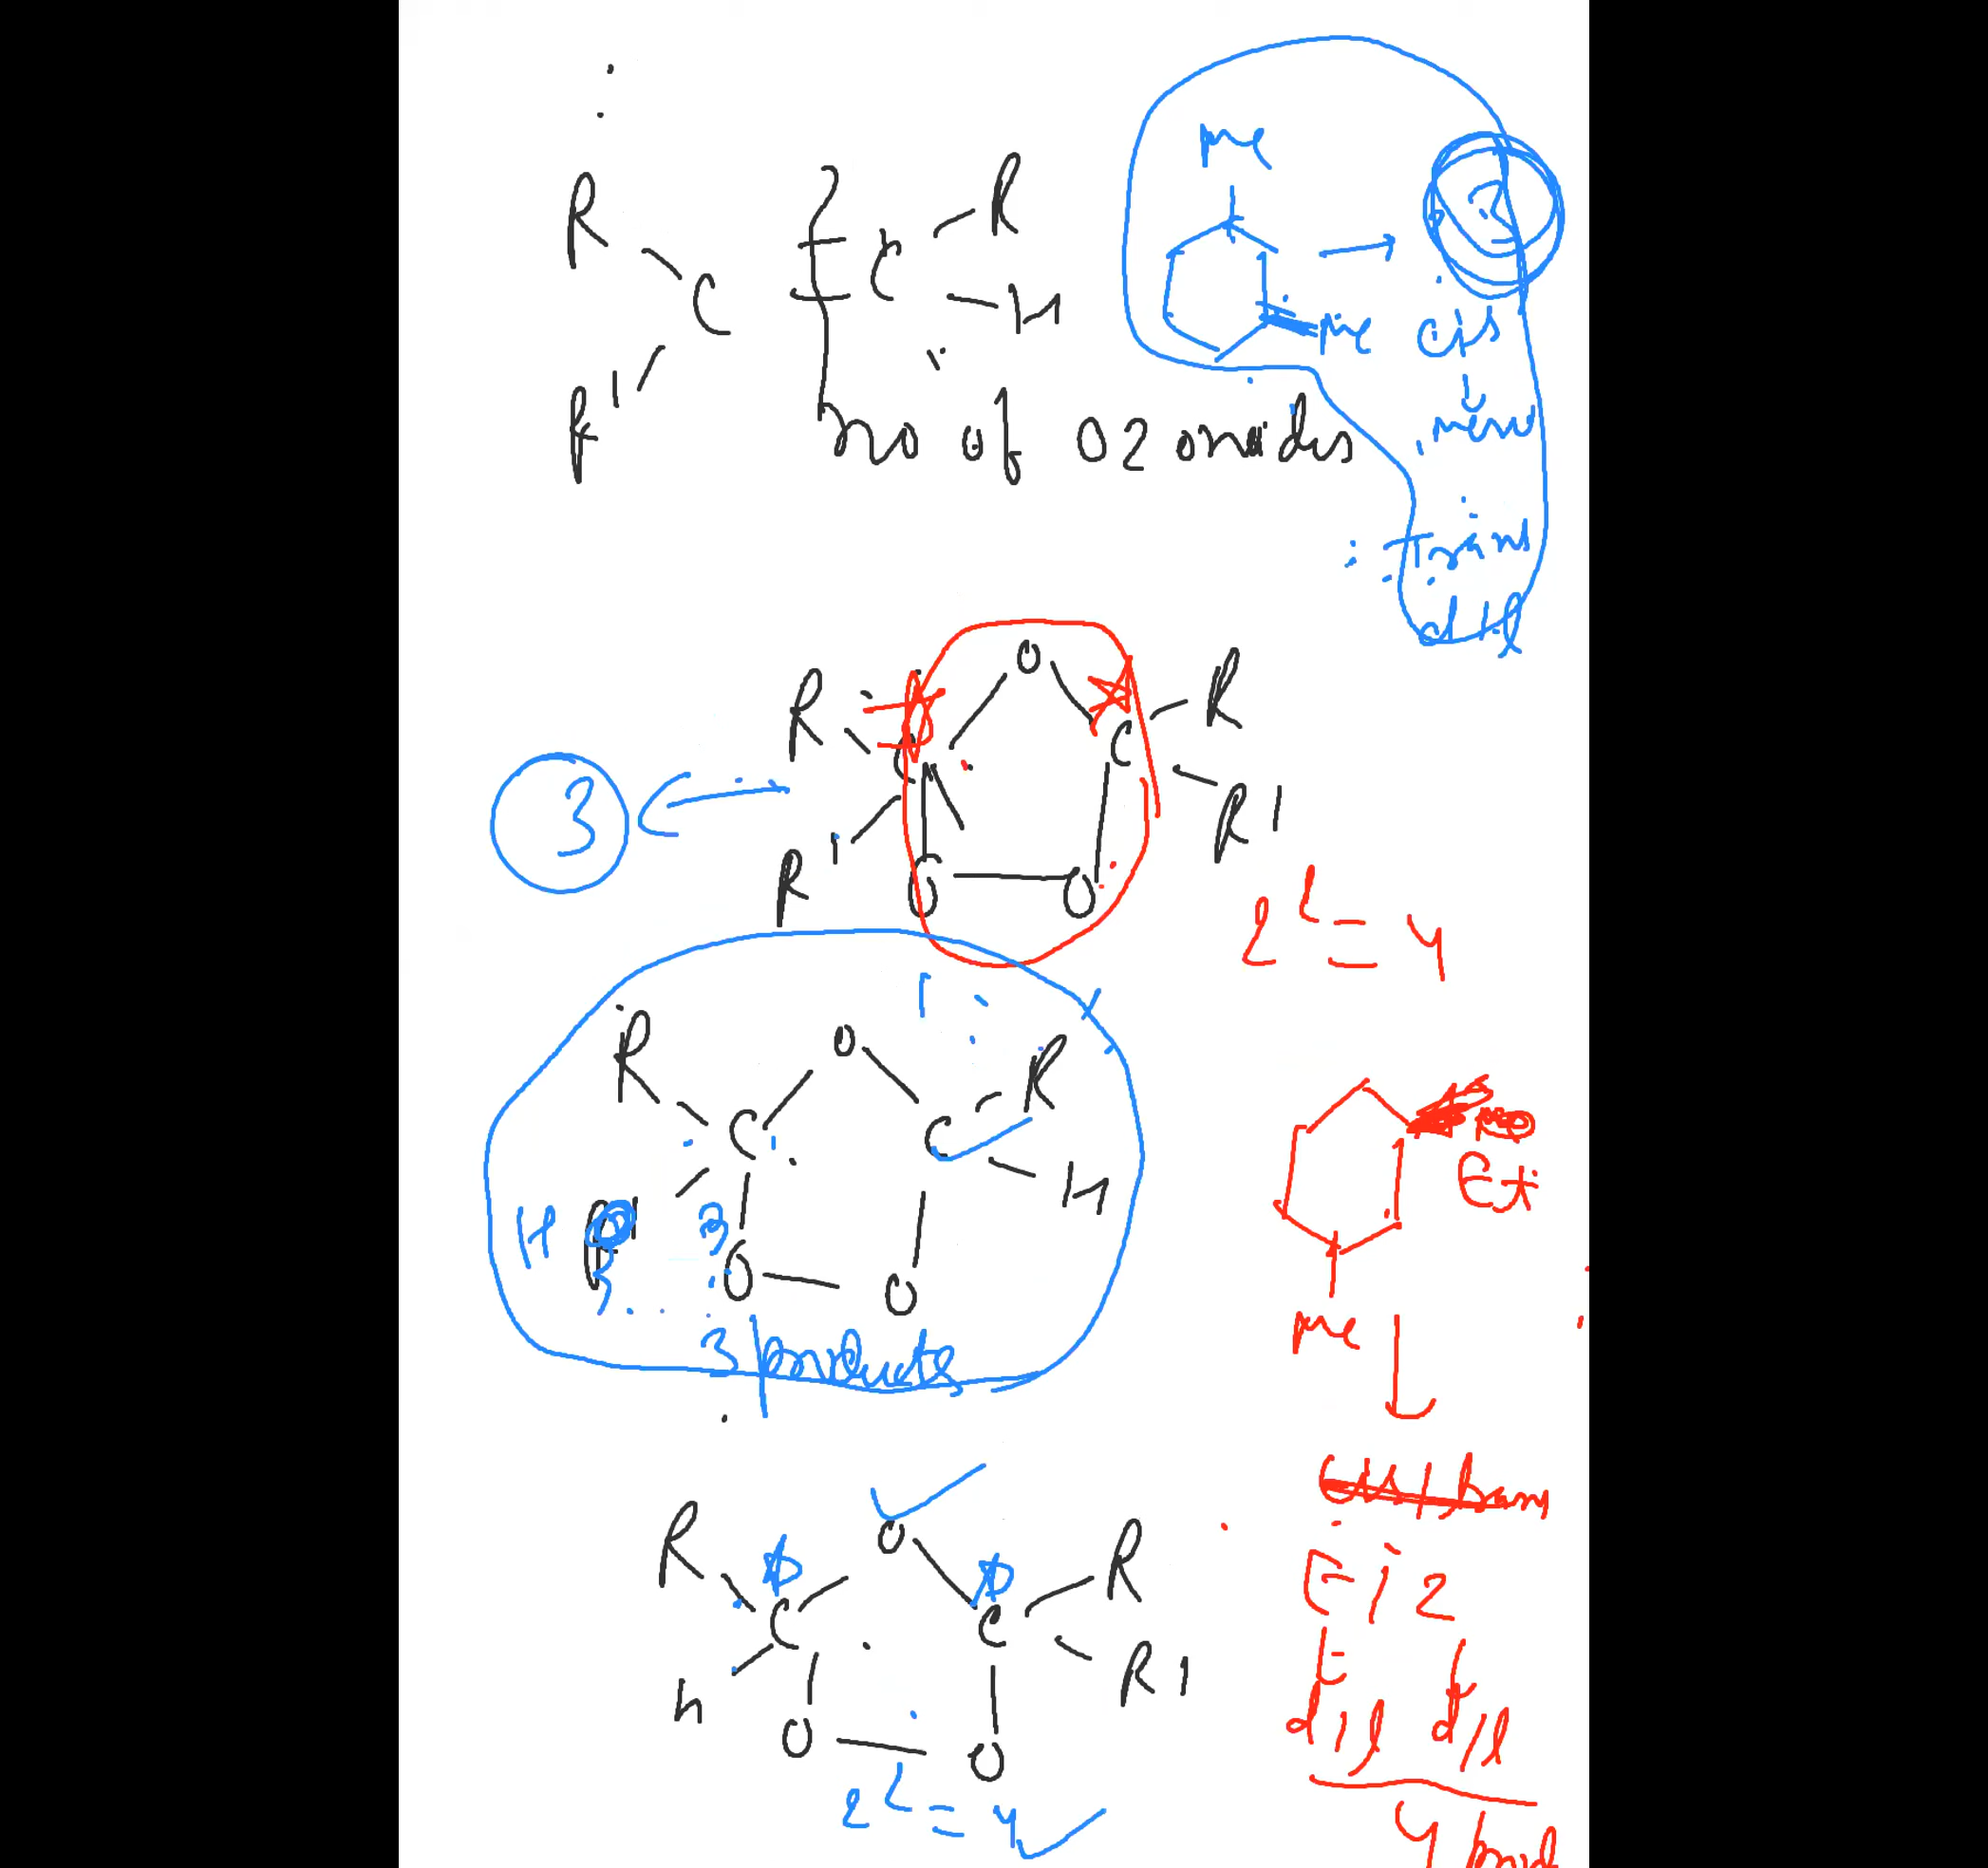 R C C R
R' H
no of ozonides
Me
Me
3
Cis
meso
Trans
d l
R C O C R
R' O O R1
3
2² = 4
R C O C R
H O O H
3 products
Et
Me
R C O C R
h O O R1
2² = 4
E, Z
d, l d, l
4 prod